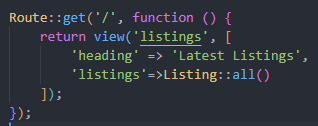 Route::get('/', function () {
    return view('listings', [
        'heading' => 'Latest Listings',
        'listings'=>Listing::all()
    ]);
});